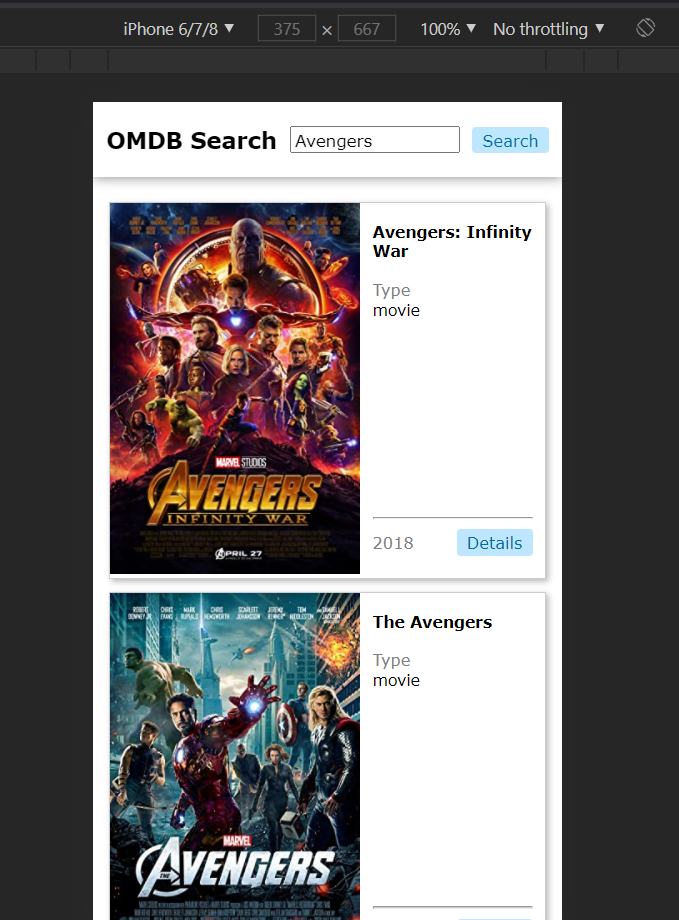 iPhone 6/7/8 ▼ 375 × 667 100% ▼ No throttling ▼
OMDB Search Avengers Search
Avengers: Infinity
War
Type
movie
MARVEL STUDIOS
AVENGERS
INFINITY WAR
APRIL 27
2018 Details
ROBERT DOWNEY JR. CHRIS EVANS MARK RUFFALO CHRIS HEMSWORTH SCARLETT JOHANSSON JEREMY RENNER TOM HIDDLESTON AND SAMUEL L. JACKSON
The Avengers
Type
movie
MARVEL
THE AVENGERS